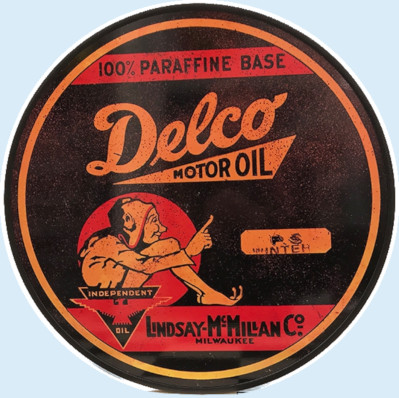 100% PARAFFINE BASE
Delco
MOTOR OIL
INDEPENDENT
OIL
LINDSAY-MCMILLAN CO.
MILWAUKEE